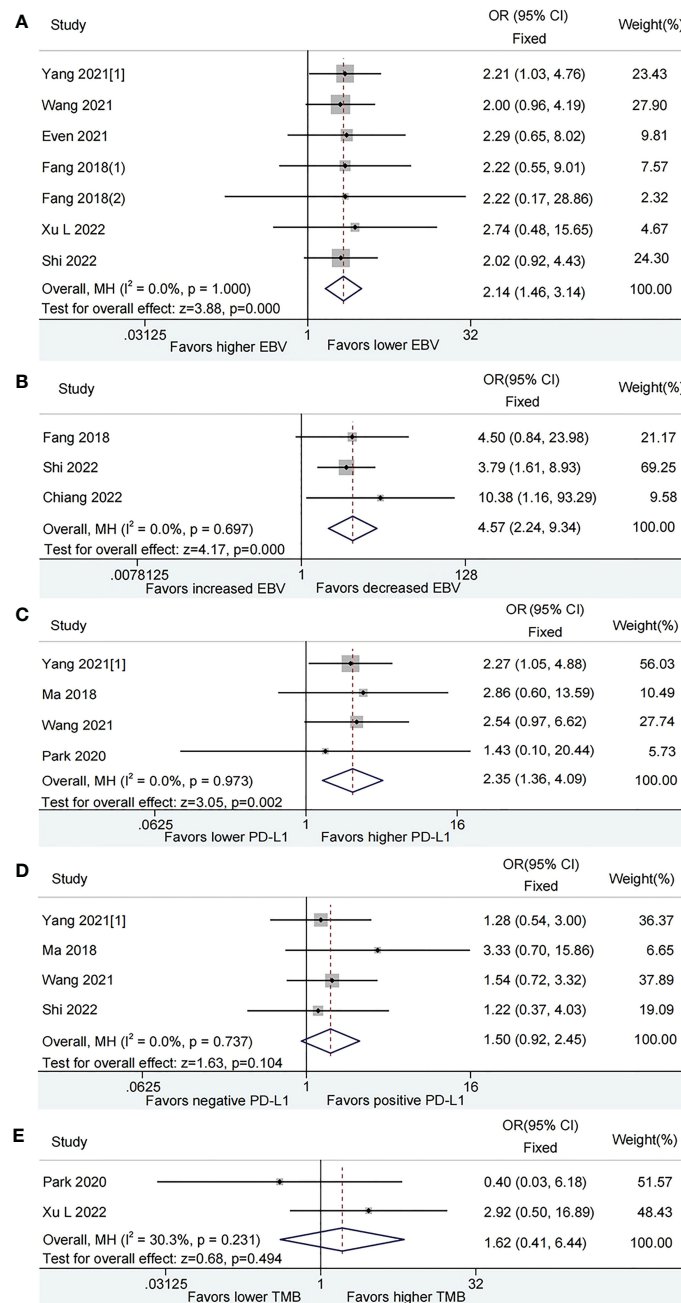 A
Study OR (95% CI) Weight(%)
Fixed
Yang 2021[1] 2.21 (1.03, 4.76) 23.43
Wang 2021 2.00 (0.96, 4.19) 27.90
Even 2021 2.29 (0.65, 8.02) 9.81
Fang 2018(1) 2.22 (0.55, 9.01) 7.57
Fang 2018(2) 2.22 (0.17, 28.86) 2.32
Xu L 2022 2.74 (0.48, 15.65) 4.67
Shi 2022 2.02 (0.92, 4.43) 24.30
Overall, MH (I² = 0.0%, p = 1.000) 2.14 (1.46, 3.14) 100.00
Test for overall effect: z=3.88, p=0.000
.03125 1 32
Favors higher EBV Favors lower EBV
B
Study OR(95% CI) Weight(%)
Fixed
Fang 2018 4.50 (0.84, 23.98) 21.17
Shi 2022 3.79 (1.61, 8.93) 69.25
Chiang 2022 10.38 (1.16, 93.29) 9.58
Overall, MH (I² = 0.0%, p = 0.697) 4.57 (2.24, 9.34) 100.00
Test for overall effect: z=4.17, p=0.000
.0078125 1 128
Favors increased EBV Favors decreased EBV
C
Study OR (95% CI) Weight(%)
Fixed
Yang 2021[1] 2.27 (1.05, 4.88) 56.03
Ma 2018 2.86 (0.60, 13.59) 10.49
Wang 2021 2.54 (0.97, 6.62) 27.74
Park 2020 1.43 (0.10, 20.44) 5.73
Overall, MH (I² = 0.0%, p = 0.973) 2.35 (1.36, 4.09) 100.00
Test for overall effect: z=3.05, p=0.002
.0625 1 16
Favors lower PD-L1 Favors higher PD-L1
D
Study OR(95% CI) Weight(%)
Fixed
Yang 2021[1] 1.28 (0.54, 3.00) 36.37
Ma 2018 3.33 (0.70, 15.86) 6.65
Wang 2021 1.54 (0.72, 3.32) 37.89
Shi 2022 1.22 (0.37, 4.03) 19.09
Overall, MH (I² = 0.0%, p = 0.737) 1.50 (0.92, 2.45) 100.00
Test for overall effect: z=1.63, p=0.104
.0625 1 16
Favors negative PD-L1 Favors positive PD-L1
E
Study OR(95% CI) Weight(%)
Fixed
Park 2020 0.40 (0.03, 6.18) 51.57
Xu L 2022 2.92 (0.50, 16.89) 48.43
Overall, MH (I² = 30.3%, p = 0.231) 1.62 (0.41, 6.44) 100.00
Test for overall effect: z=0.68, p=0.494
.03125 1 32
Favors lower TMB Favors higher TMB